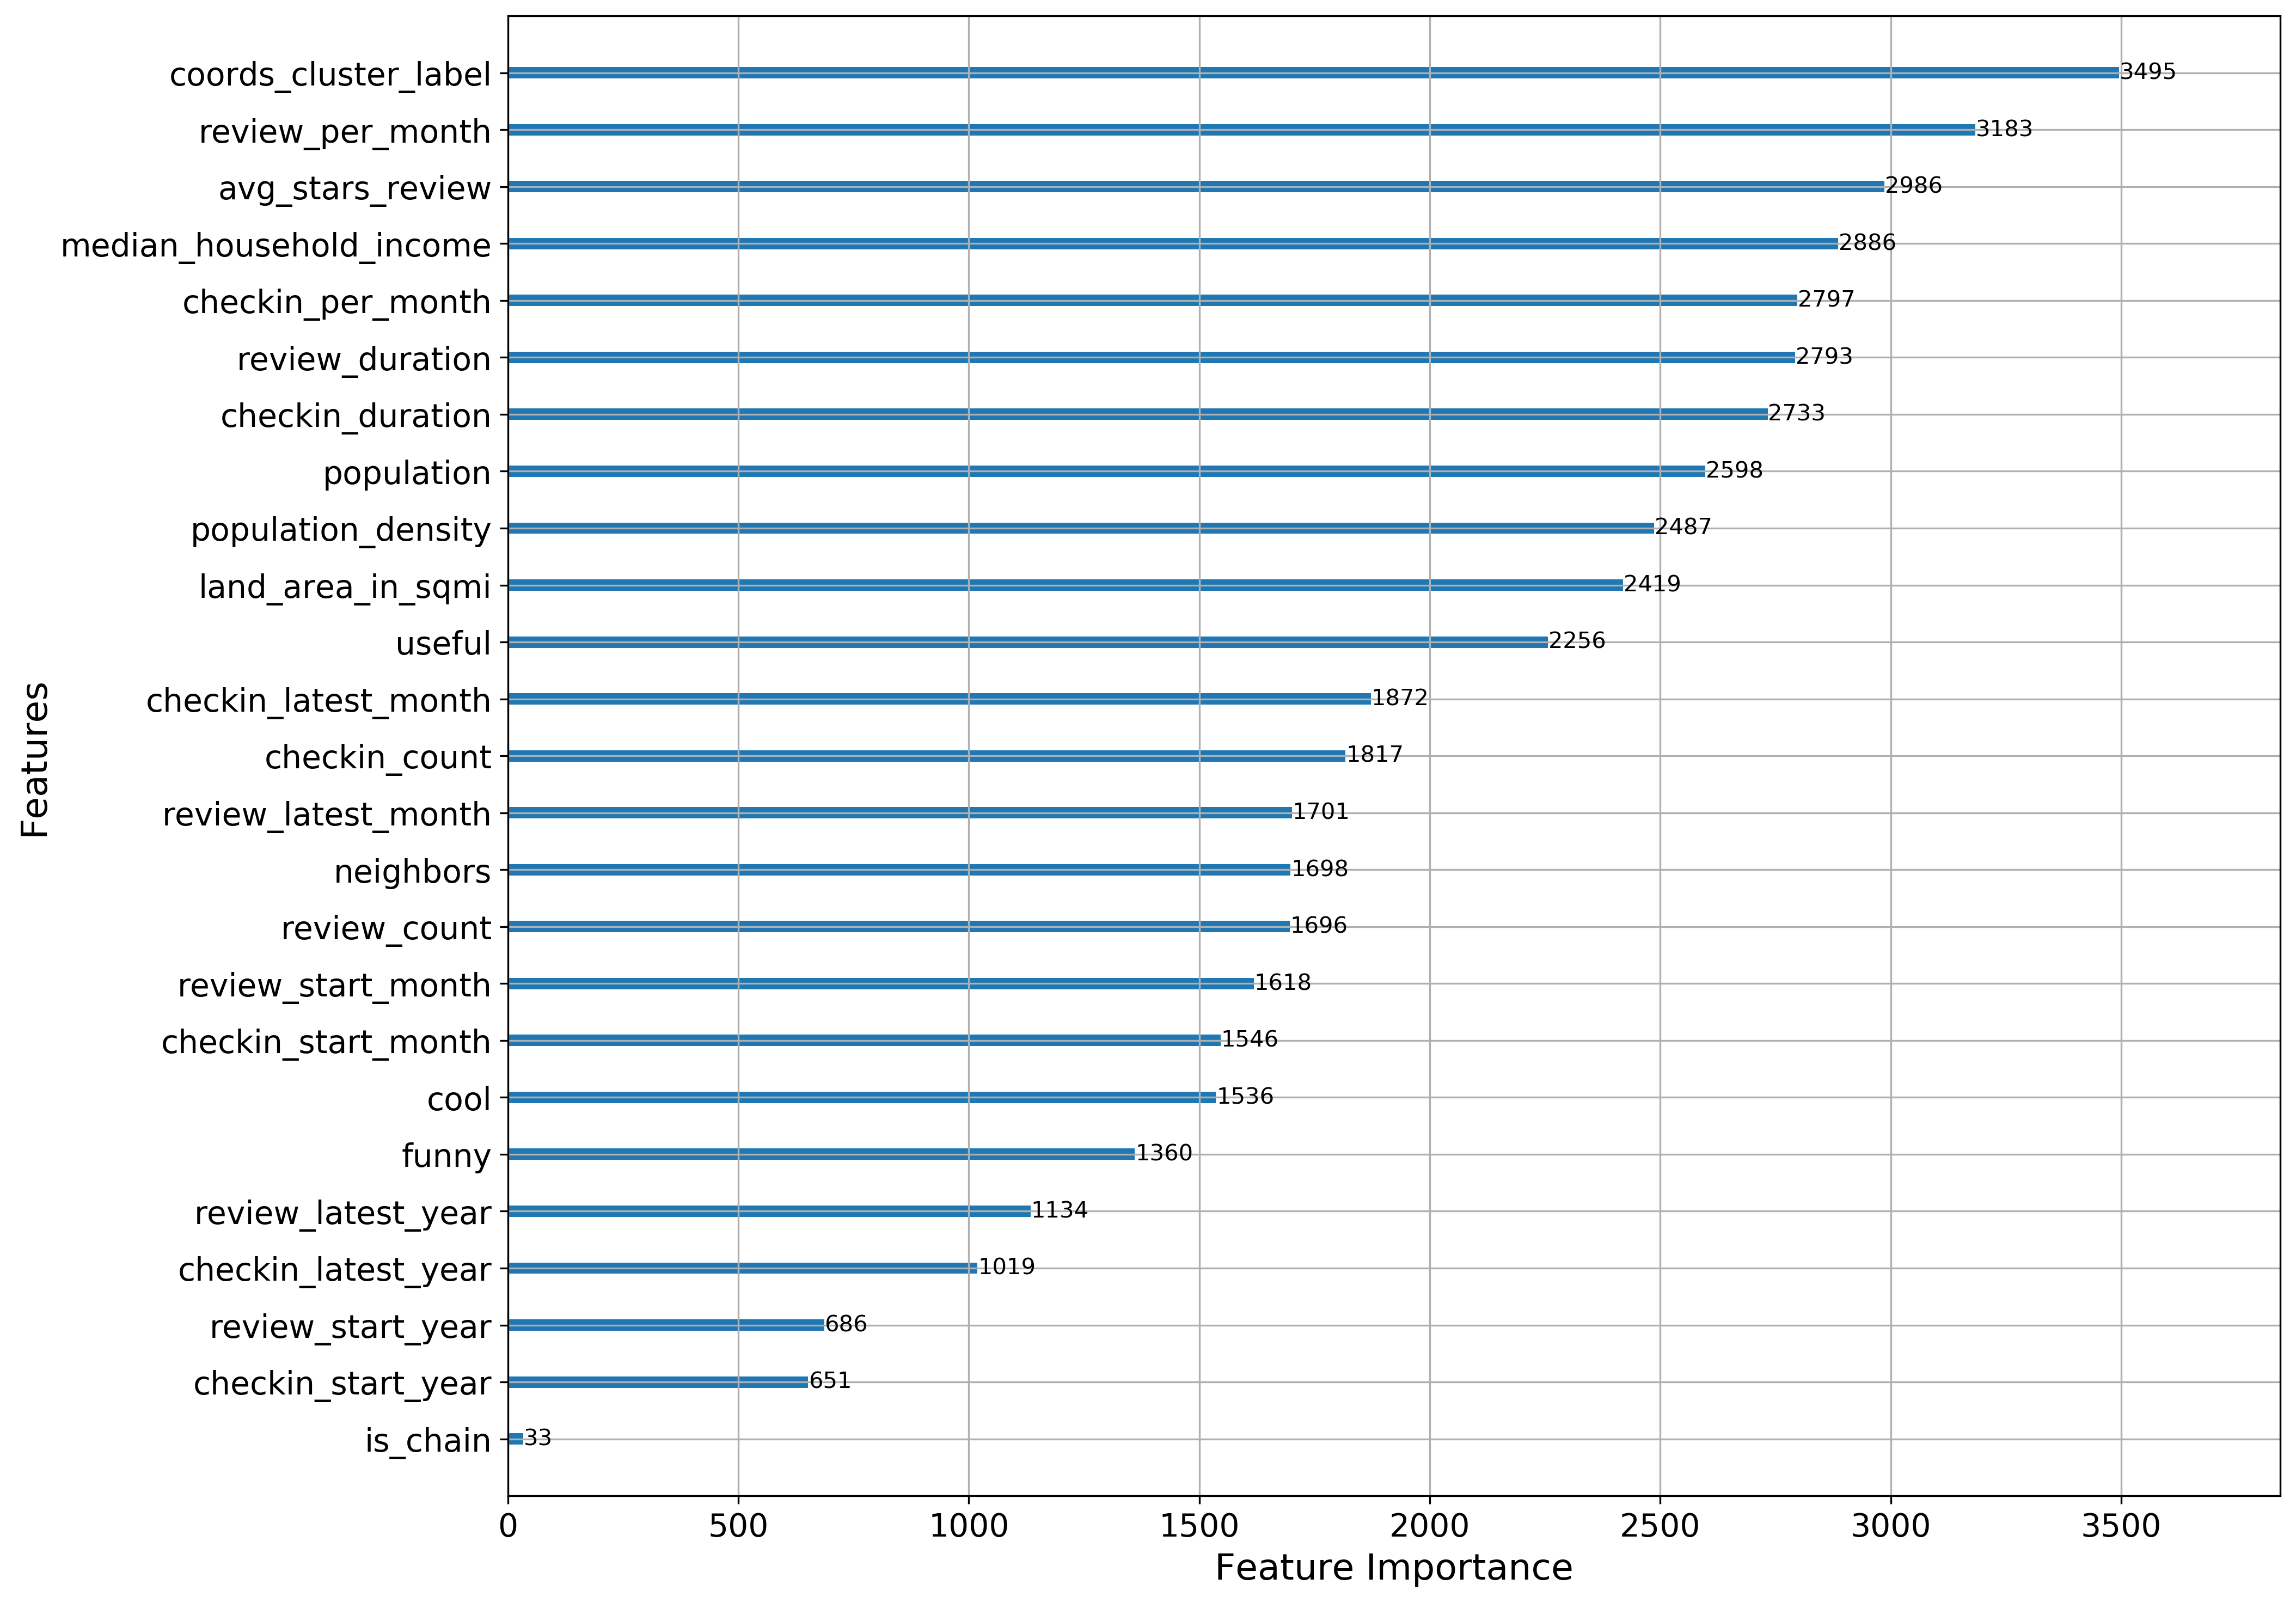 Features
coords_cluster_label 3495
review_per_month 3183
avg_stars_review 2986
median_household_income 2886
checkin_per_month 2797
review_duration 2793
checkin_duration 2733
population 2598
population_density 2487
land_area_in_sqmi 2419
useful 2256
checkin_latest_month 1872
checkin_count 1817
review_latest_month 1701
neighbors 1698
review_count 1696
review_start_month 1618
checkin_start_month 1546
cool 1536
funny 1360
review_latest_year 1134
checkin_latest_year 1019
review_start_year 686
checkin_start_year 651
is_chain 33
0 500 1000 1500 2000 2500 3000 3500
Feature Importance